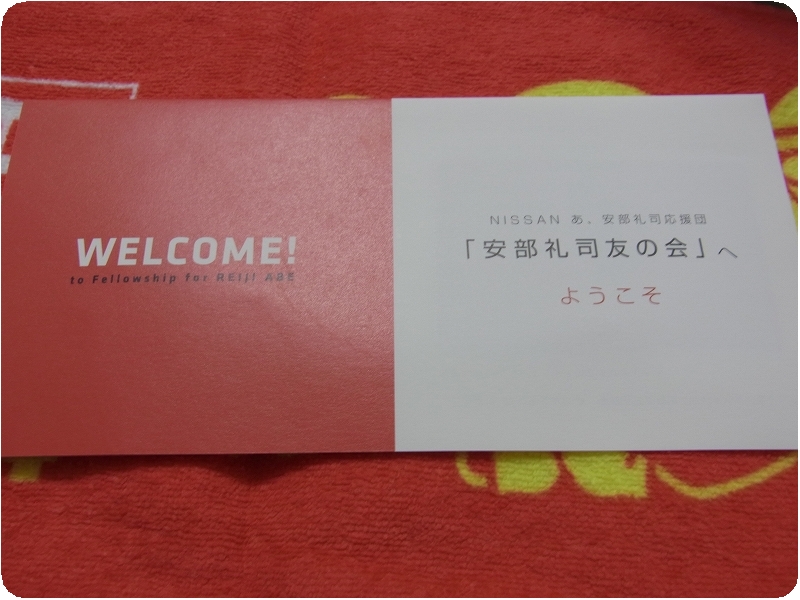 WELCOME!
to Fellowship for REIJI ABE
NISSAN あ、安部礼司応援団
「安部礼司友の会」へ
ようこそ